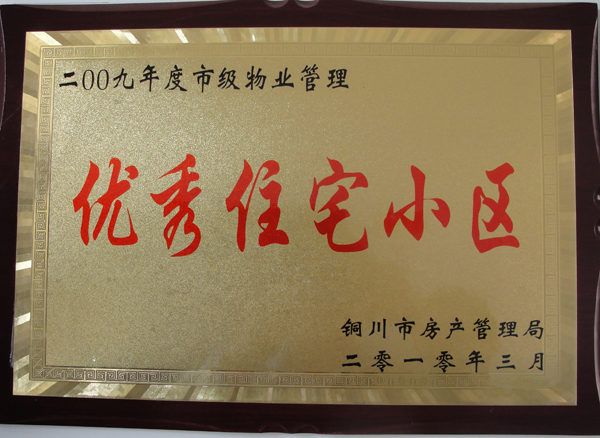 二00九年度市级物业管理
优秀住宅小区
铜川市房产管理局
二零一零年三月